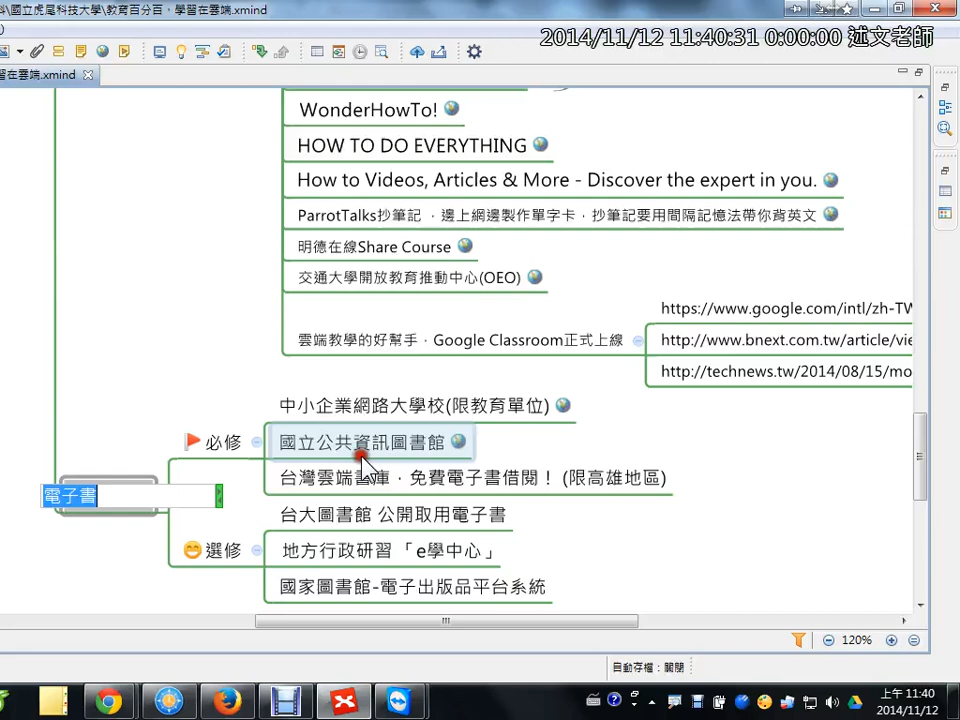 料\國立虎尾科技大學\教育百分百，學習在雲端.xmind
2014/11/12 11:40:31 0:00:00 述文老師
習在雲端.xmind
WonderHowTo!
HOW TO DO EVERYTHING
How to Videos, Articles & More - Discover the expert in you.
ParrotTalks抄筆記，邊上網邊製作單字卡，抄筆記要用間隔記憶法帶你背英文
明德在線Share Course
交通大學開放教育推動中心(OEO)
https://www.google.com/intl/zh-TW
雲端教學的好幫手，Google Classroom正式上線
http://www.bnext.com.tw/article/vie
http://technews.tw/2014/08/15/mo
中小企業網路大學校(限教育單位)
必修
國立公共資訊圖書館
台灣雲端書庫，免費電子書借閱！ (限高雄地區)
電子書
台大圖書館 公開取用電子書
選修
地方行政研習 「e學中心」
國家圖書館-電子出版品平台系統
120%
自動存檔：關閉
上午 11:40
2014/11/12